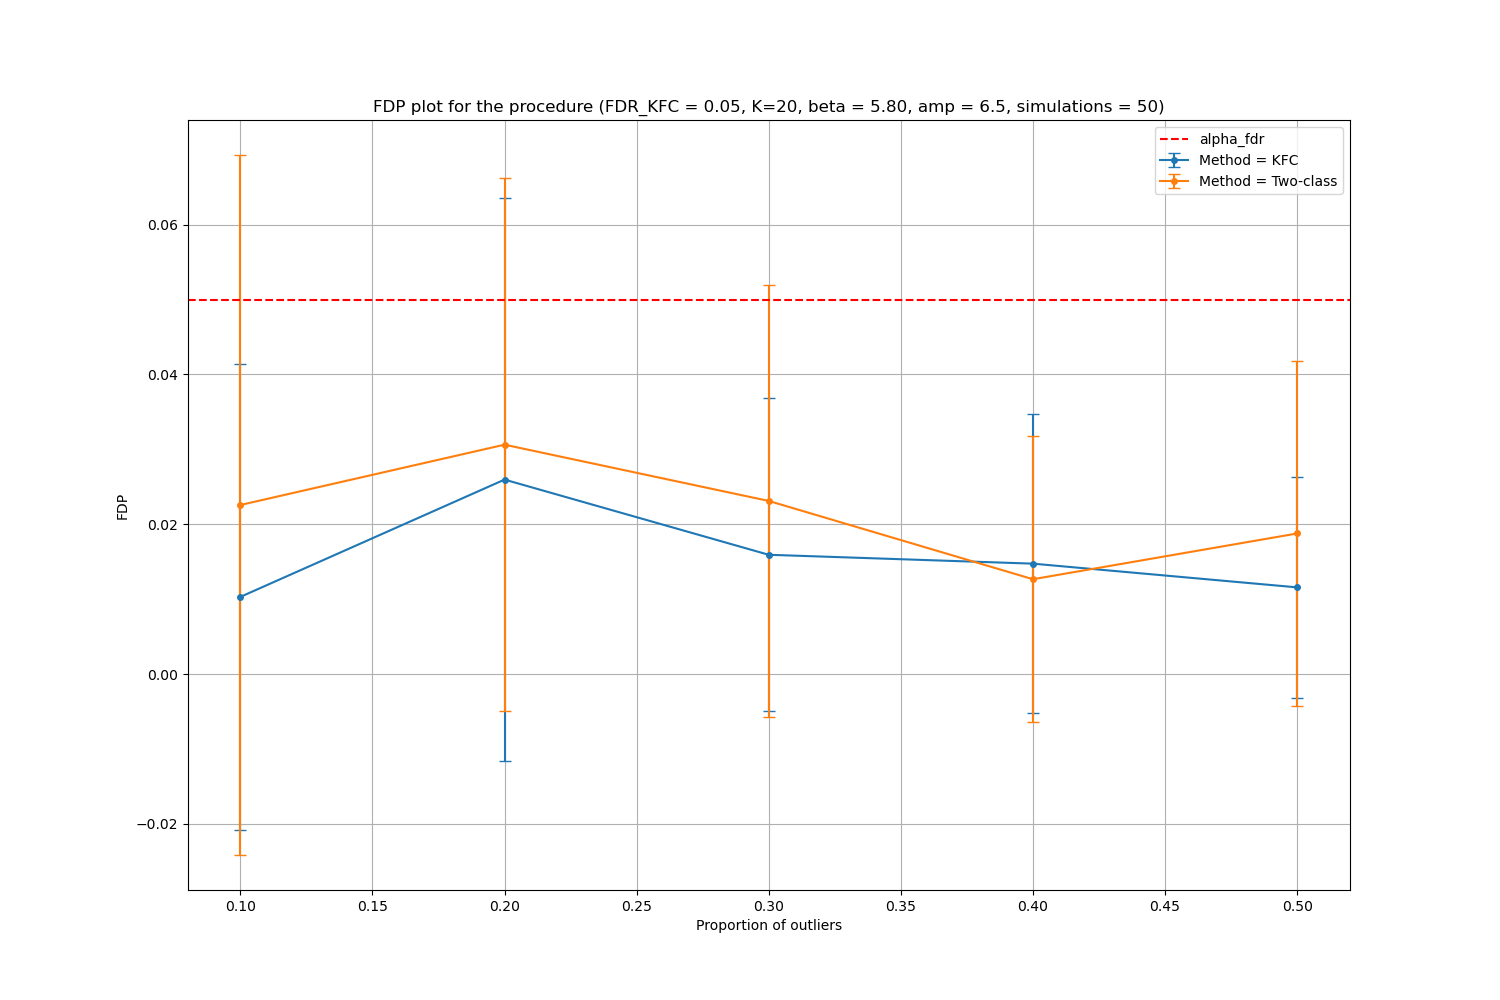 FDP plot for the procedure (FDR_KFC = 0.05, K=20, beta = 5.80, amp = 6.5, simulations = 50)
alpha_fdr
Method = KFC
Method = Two-class
0.06
0.04
0.02
0.00
−0.02
FDP
0.10 0.15 0.20 0.25 0.30 0.35 0.40 0.45 0.50
Proportion of outliers